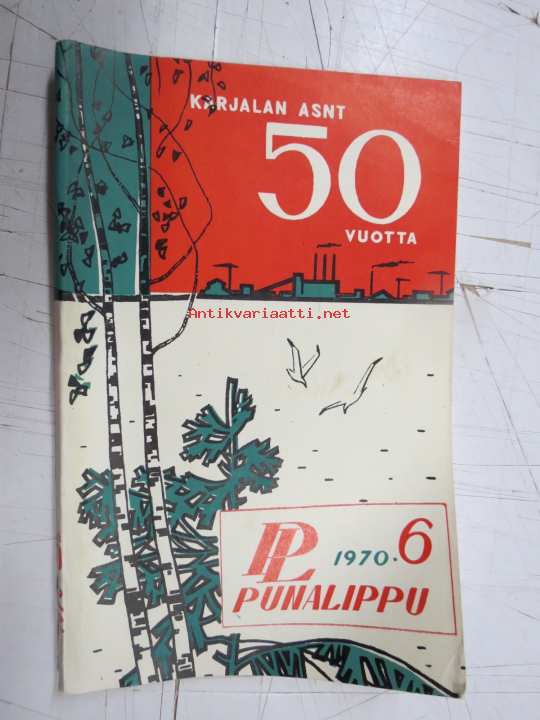 KARJALAN ASNT
50
VUOTTA
Antikvariaatti.net
PL 1970·6
PUNALIPPU